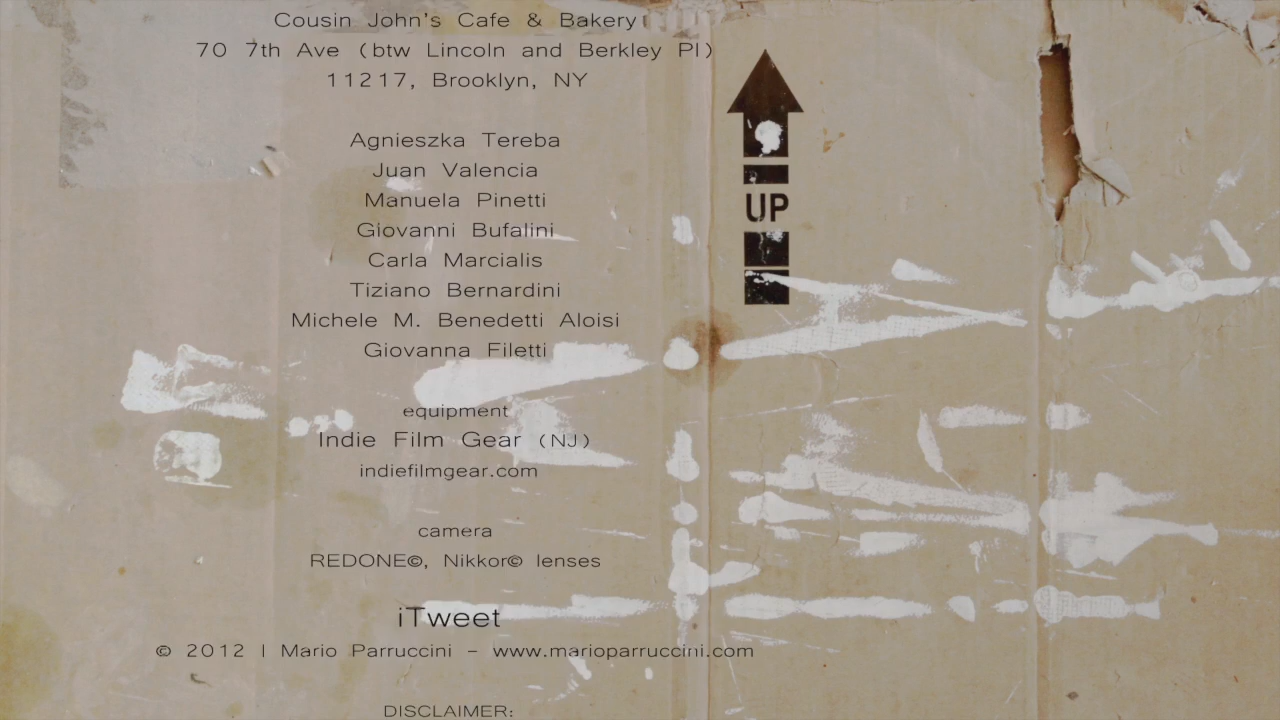 Cousin John's Cafe & Bakery
70 7th Ave (btw Lincoln and Berkley Pl)
11217, Brooklyn, NY
Agnieszka Tereba
Juan Valencia
Manuela Pinetti
Giovanni Bufalini
Carla Marcialis
Tiziano Bernardini
Michele M. Benedetti Aloisi
Giovanna Filetti
equipment
Indie Film Gear (NJ)
indiefilmgear.com
camera
REDONE©, Nikkor© lenses
iTweet
© 2012 | Mario Parruccini - www.marioparruccini.com
DISCLAIMER:
UP